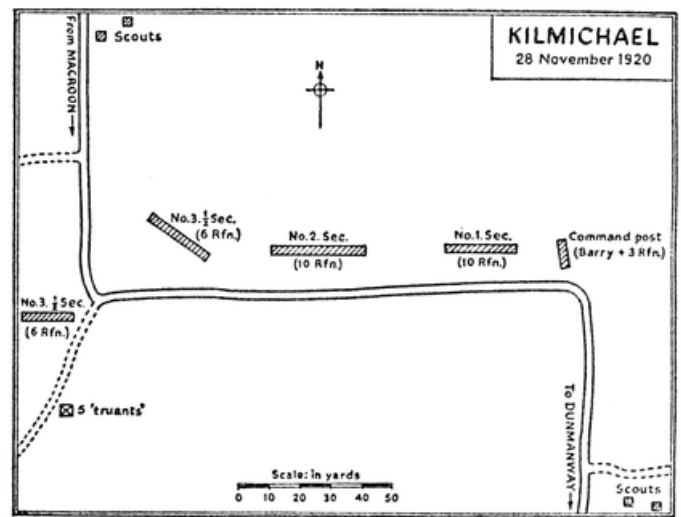 KILMICHAEL
28 November 1920
Scouts
From MACROON
N
No.3. ½ Sec.
(6 Rfn.)
No.2. Sec.
(10 Rfn.)
No.1. Sec.
(10 Rfn.)
Command post
(Barry + 3 Rfn.)
No.3. ½ Sec.
(6 Rfn.)
5 "truants"
To DUNMANWAY
Scale: in yards
0 10 20 30 40 50
Scouts